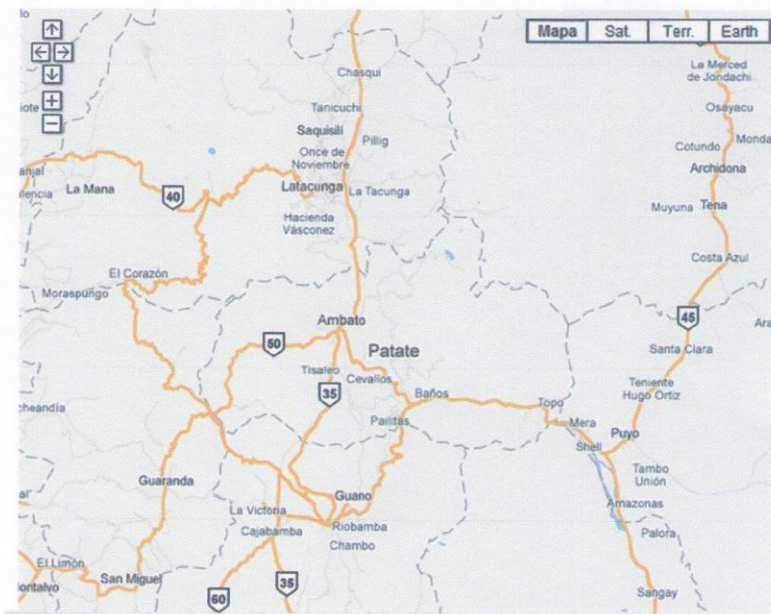 Mapa Sat. Terr. Earth
La Merced
de Jondachi
Chasqui
Osayacu
Tanicuchi
Saquisilí
Pillig
Cotundo
Once de
Noviembre
Archidona
La Mana
40
Latacunga
La Tacunga
Muyuna
Tena
Hacienda
Vásconez
Costa Azul
El Corazón
Moraspungo
Ambato
45
50
Patate
Santa Clara
Tisaleo
Cevallos
35
Teniente
Hugo Ortiz
Baños
Topo
Pailitas
Mera
Puyo
Shell
Guaranda
Tambo
Unión
Guano
La Victoria
Amazonas
Riobamba
Cajabamba
Palora
Chambo
El Limón
San Miguel
35
60
Sangay